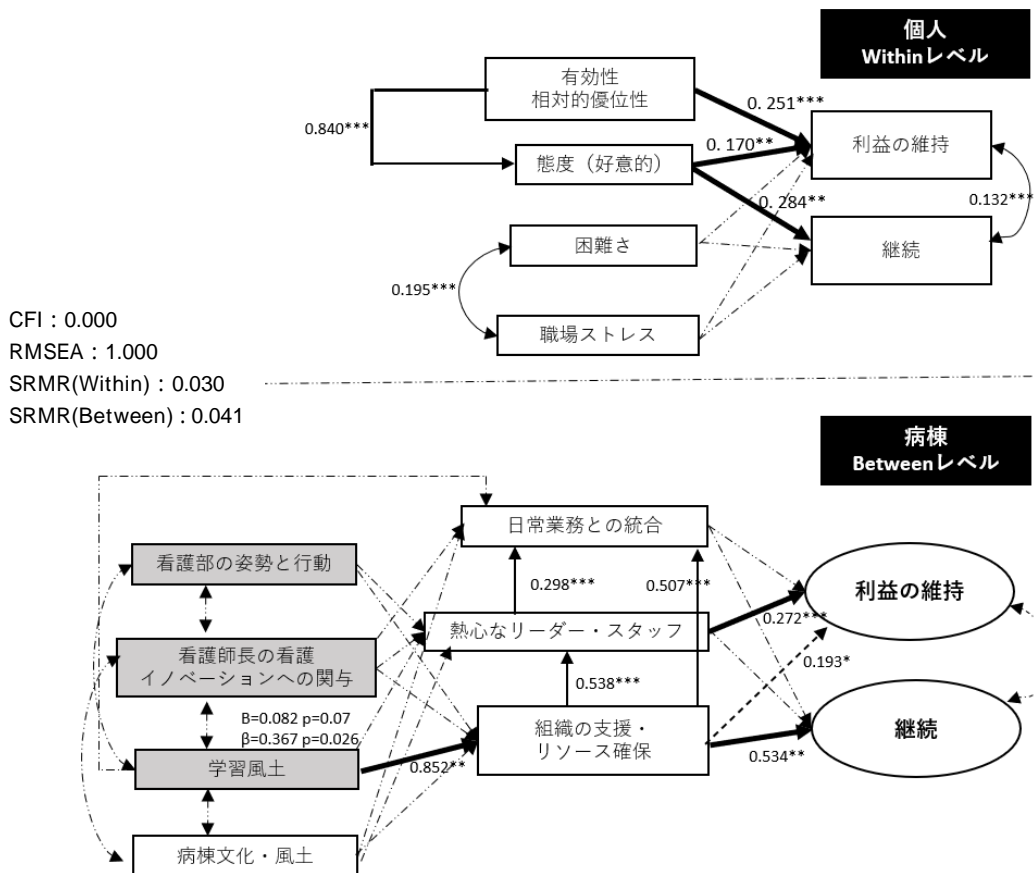 個人
Withinレベル
有効性
相対的優位性
0. 251***
0.840***
0. 170**
利益の維持
態度（好意的）
0. 284**
0.132***
困難さ
継続
0.195***
職場ストレス
CFI：0.000
RMSEA：1.000
SRMR(Within)：0.030
SRMR(Between)：0.041
病棟
Betweenレベル
日常業務との統合
看護部の姿勢と行動
0.298***
0.507***
利益の維持
熱心なリーダー・スタッフ
0.272***
看護師長の看護
イノベーションへの関与
0.193*
0.538***
B=0.082 p=0.07
β=0.367 p=0.026
組織の支援・
リソース確保
継続
学習風土
0.852**
0.534**
病棟文化・風土